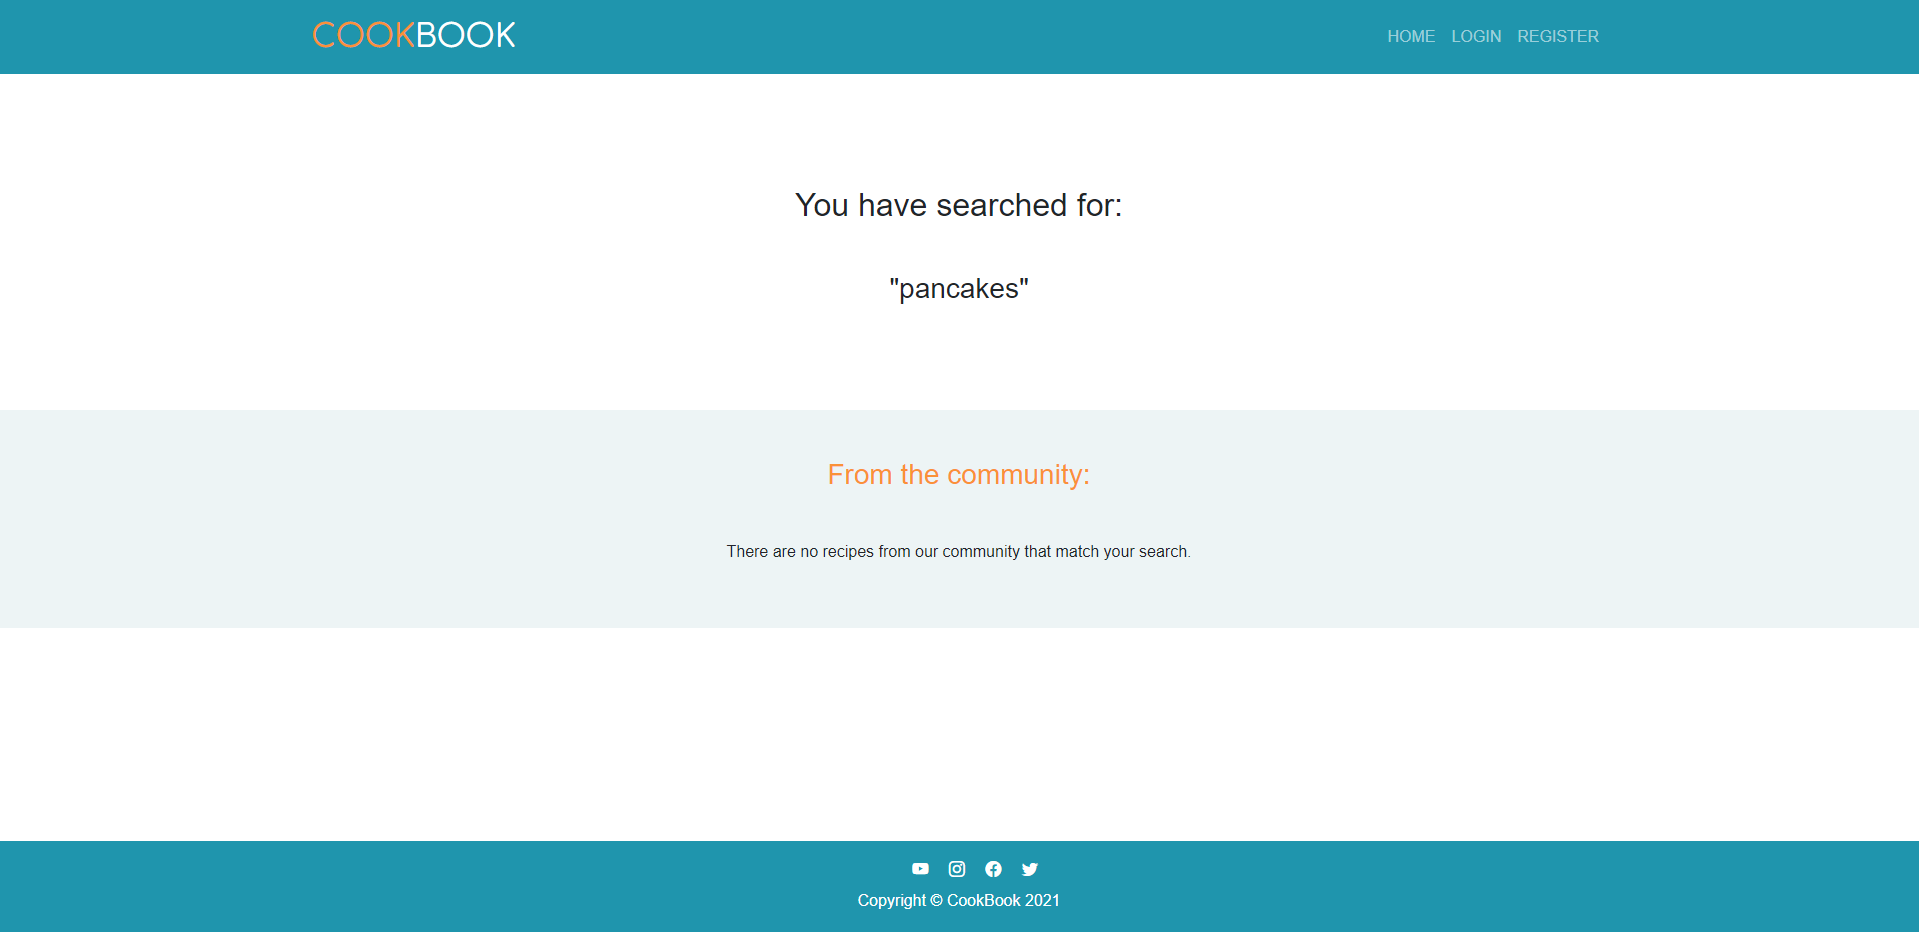 COOKBOOK
HOME LOGIN REGISTER
You have searched for:
"pancakes"
From the community:
There are no recipes from our community that match your search.
Copyright © CookBook 2021